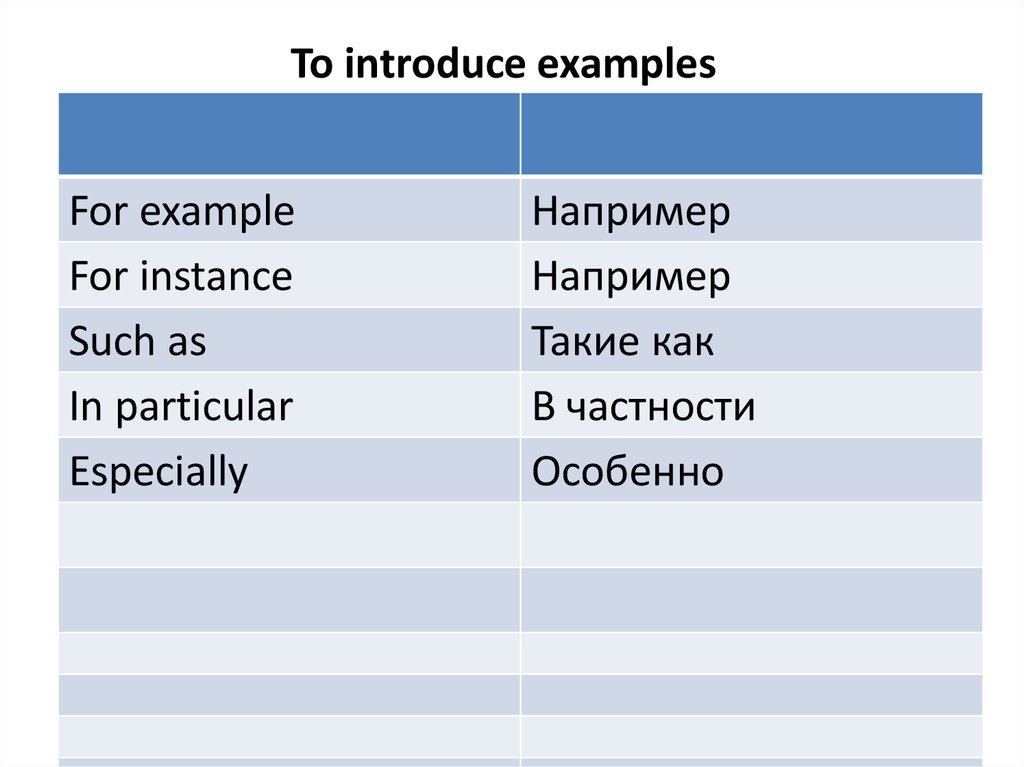 To introduce examples
For example Например
For instance Например
Such as Такие как
In particular В частности
Especially Особенно